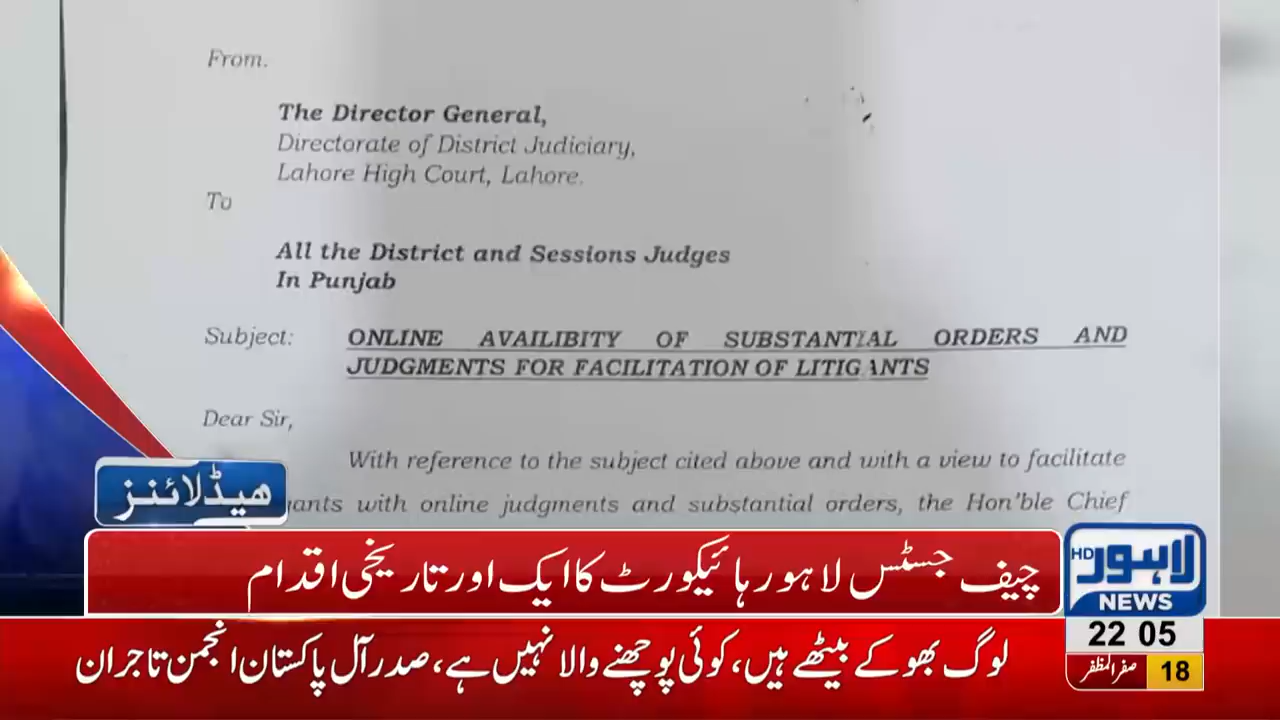 From.
The Director General,
Directorate of District Judiciary,
Lahore High Court, Lahore.
To
All the District and Sessions Judges
In Punjab
Subject: ONLINE AVAILIBITY OF SUBSTANTIAL ORDERS AND
JUDGMENTS FOR FACILITATION OF LITIGANTS
Dear Sir,
With reference to the subject cited above and with a view to facilitate
with online judgments and substantial orders, the Hon'ble Chief
ہیڈلائنز
چیف جسٹس لاہور ہائیکورٹ کا ایک اور تاریخی اقدام
لاہور HD
NEWS
22 05
لوگ بھوکے بیٹھے ہیں، کوئی پوچھنے والا نہیں ہے، صدر آل پاکستان انجمن تاجران
18 صفر المظفر